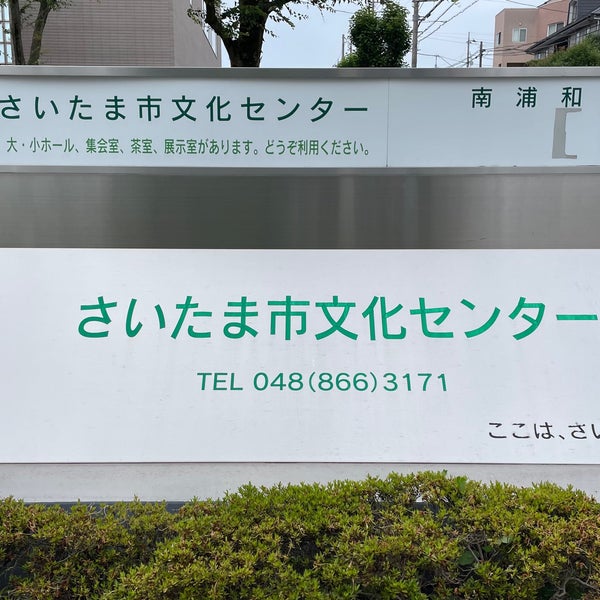 さいたま市文化センター
大・小ホール、集会室、茶室、展示室があります。どうぞ利用ください。
南浦和
さいたま市文化センター
TEL 048(866)3171
ここは、さい